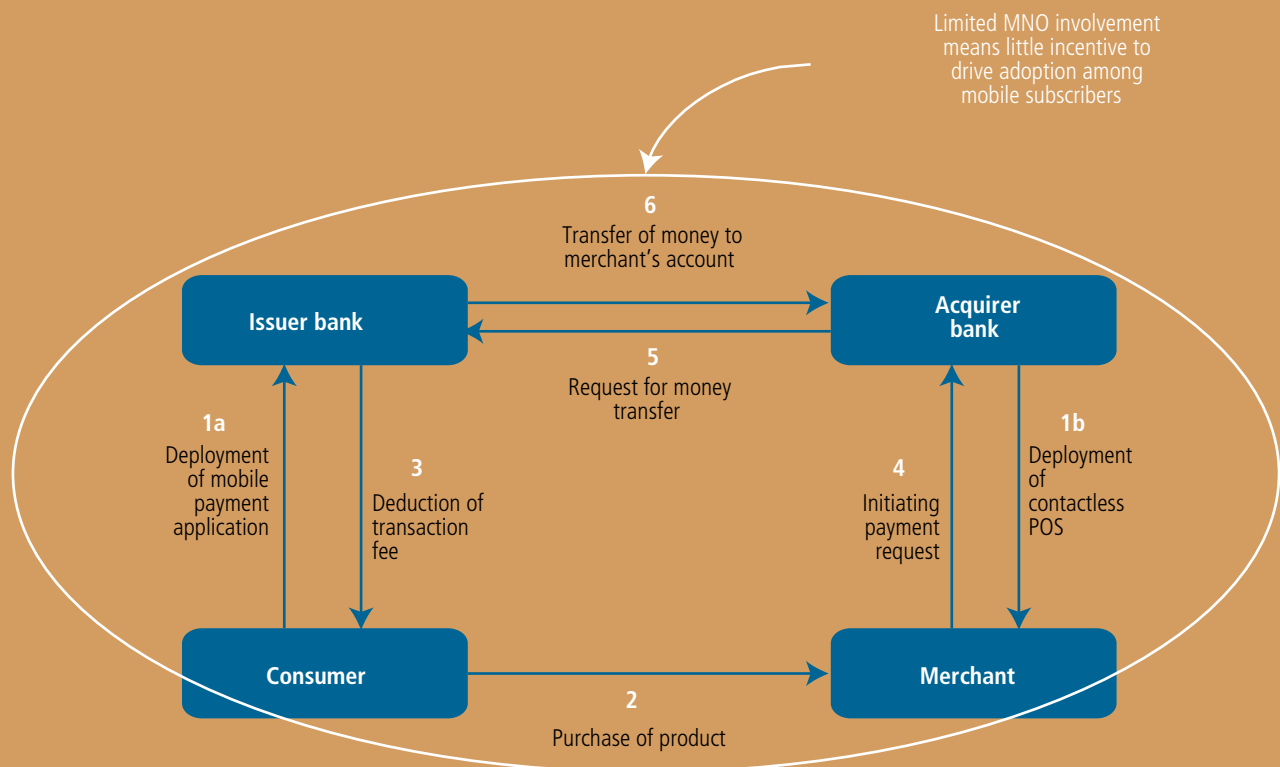 Limited MNO involvement
means little incentive to
drive adoption among
mobile subscribers
6
Transfer of money to
merchant's account
Issuer bank
Acquirer
bank
5
Request for money
transfer
1a
Deployment
of mobile
payment
application
3
Deduction of
transaction
fee
4
Initiating
payment
request
1b
Deployment
of
contactless
POS
Consumer
Merchant
2
Purchase of product